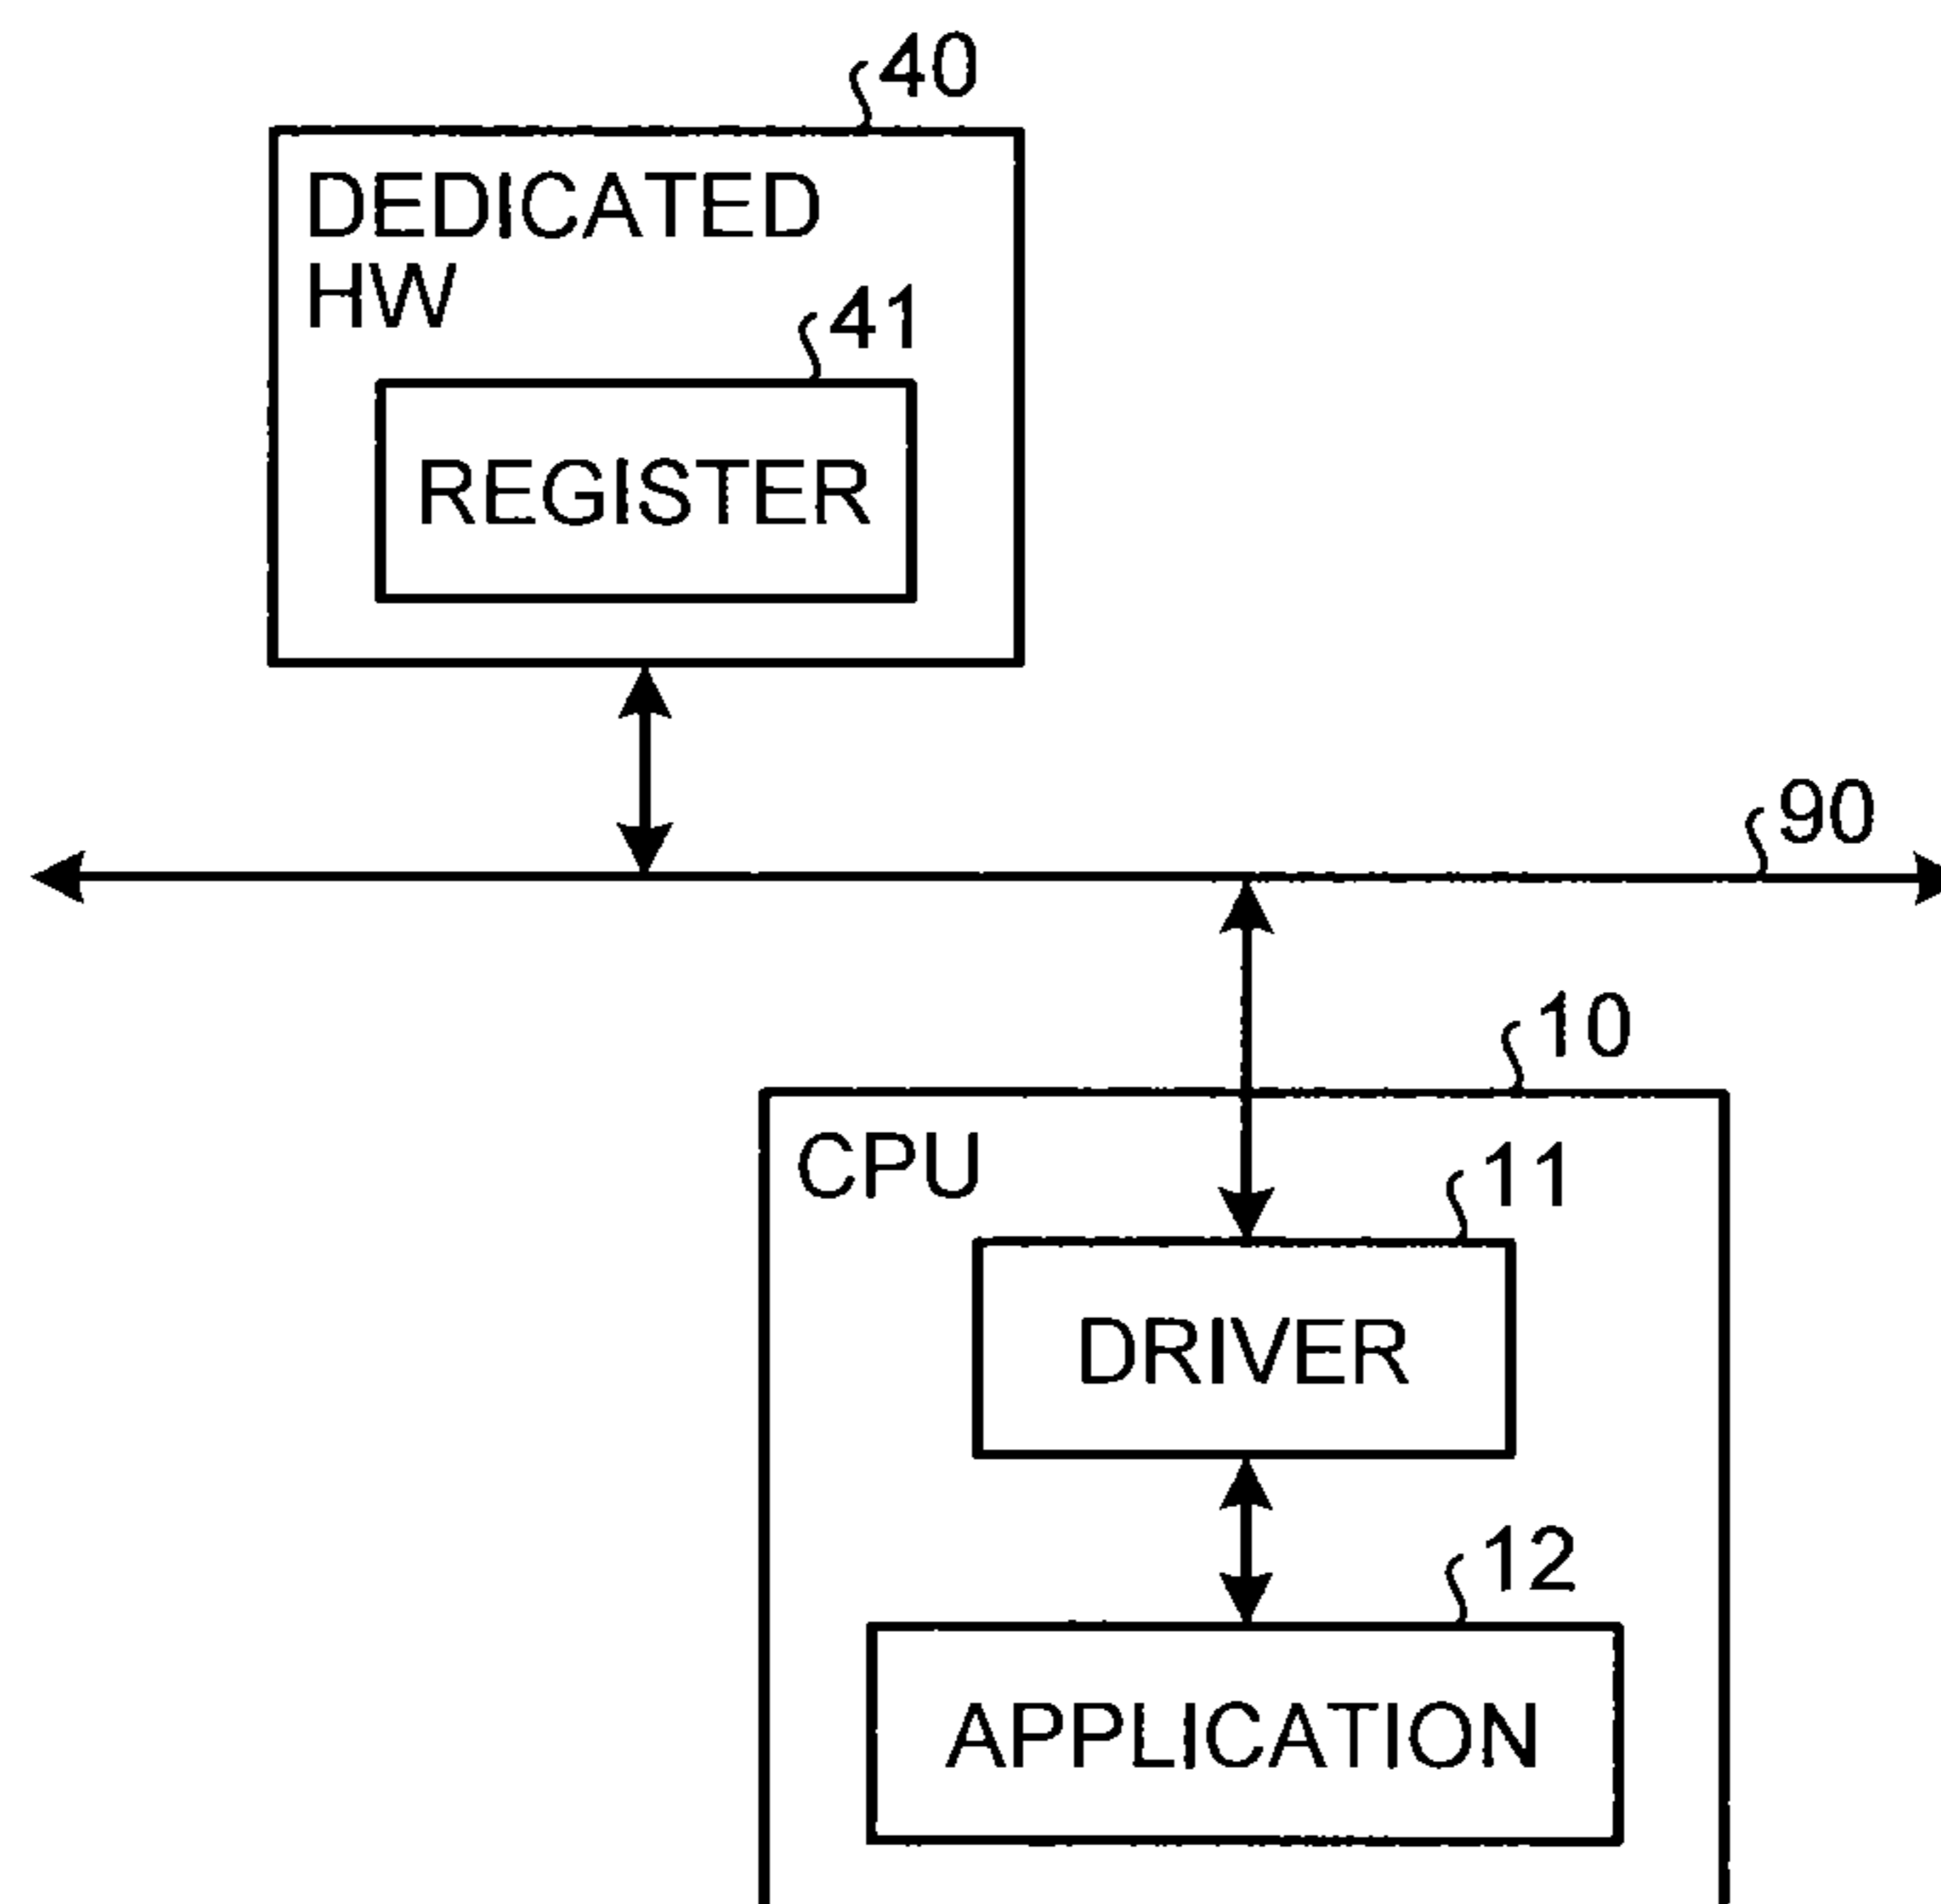 40
DEDICATED
HW
41
REGISTER
90
10
CPU
11
DRIVER
12
APPLICATION